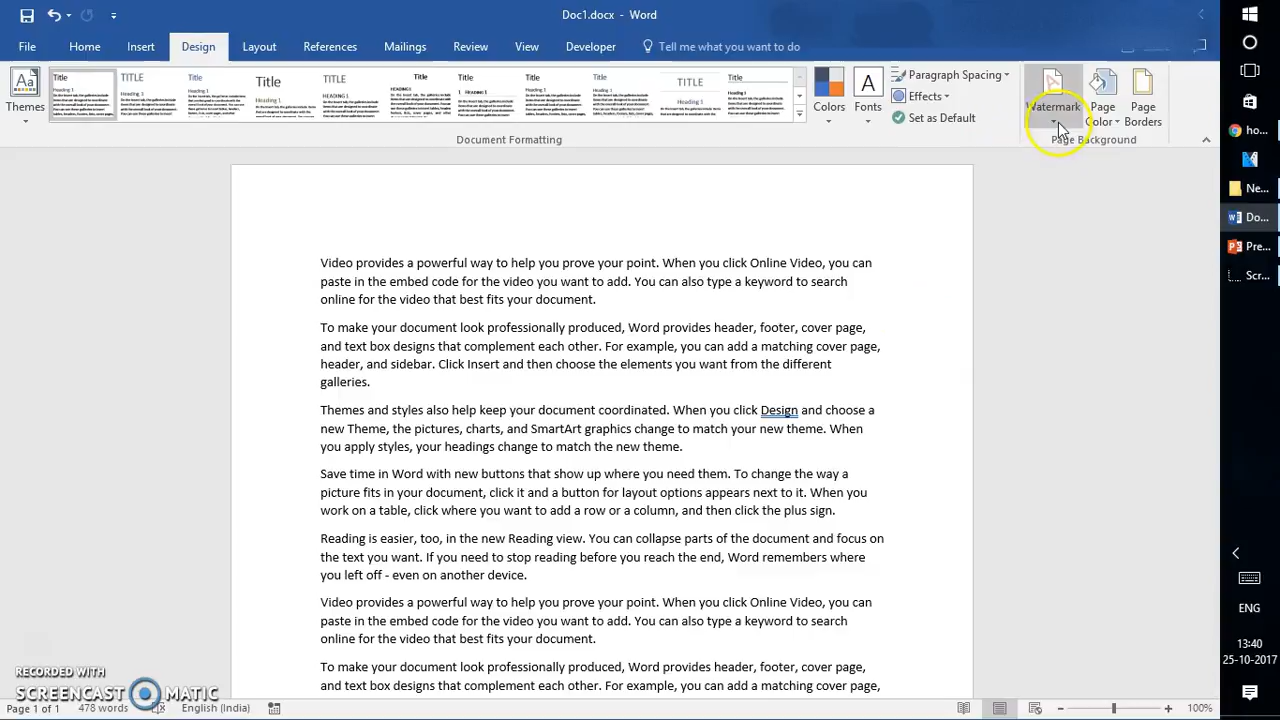 Doc1.docx - Word
File Home Insert Design Layout References Mailings Review View Developer Tell me what you want to do
Themes
Colors
Fonts
Paragraph Spacing
Effects
Set as Default
Watermark
Page Color
Page Borders
Document Formatting
Page Background
Video provides a powerful way to help you prove your point. When you click Online Video, you can
paste in the embed code for the video you want to add. You can also type a keyword to search
online for the video that best fits your document.
To make your document look professionally produced, Word provides header, footer, cover page,
and text box designs that complement each other. For example, you can add a matching cover page,
header, and sidebar. Click Insert and then choose the elements you want from the different
galleries.
Themes and styles also help keep your document coordinated. When you click Design and choose a
new Theme, the pictures, charts, and SmartArt graphics change to match your new theme. When
you apply styles, your headings change to match the new theme.
Save time in Word with new buttons that show up where you need them. To change the way a
picture fits in your document, click it and a button for layout options appears next to it. When you
work on a table, click where you want to add a row or a column, and then click the plus sign.
Reading is easier, too, in the new Reading view. You can collapse parts of the document and focus on
the text you want. If you need to stop reading before you reach the end, Word remembers where
you left off - even on another device.
Video provides a powerful way to help you prove your point. When you click Online Video, you can
paste in the embed code for the video you want to add. You can also type a keyword to search
online for the video that best fits your document.
To make your document look professionally produced, Word provides header, footer, cover page,
and text box designs that complement each other. For example, you can add a matching cover page,
RECORDED WITH
SCREENCAST MATIC
Page 1 of 1 478 words English (India) 100%
ho...
Ne...
Do...
Pre...
Scr...
ENG
13:40
25-10-2017